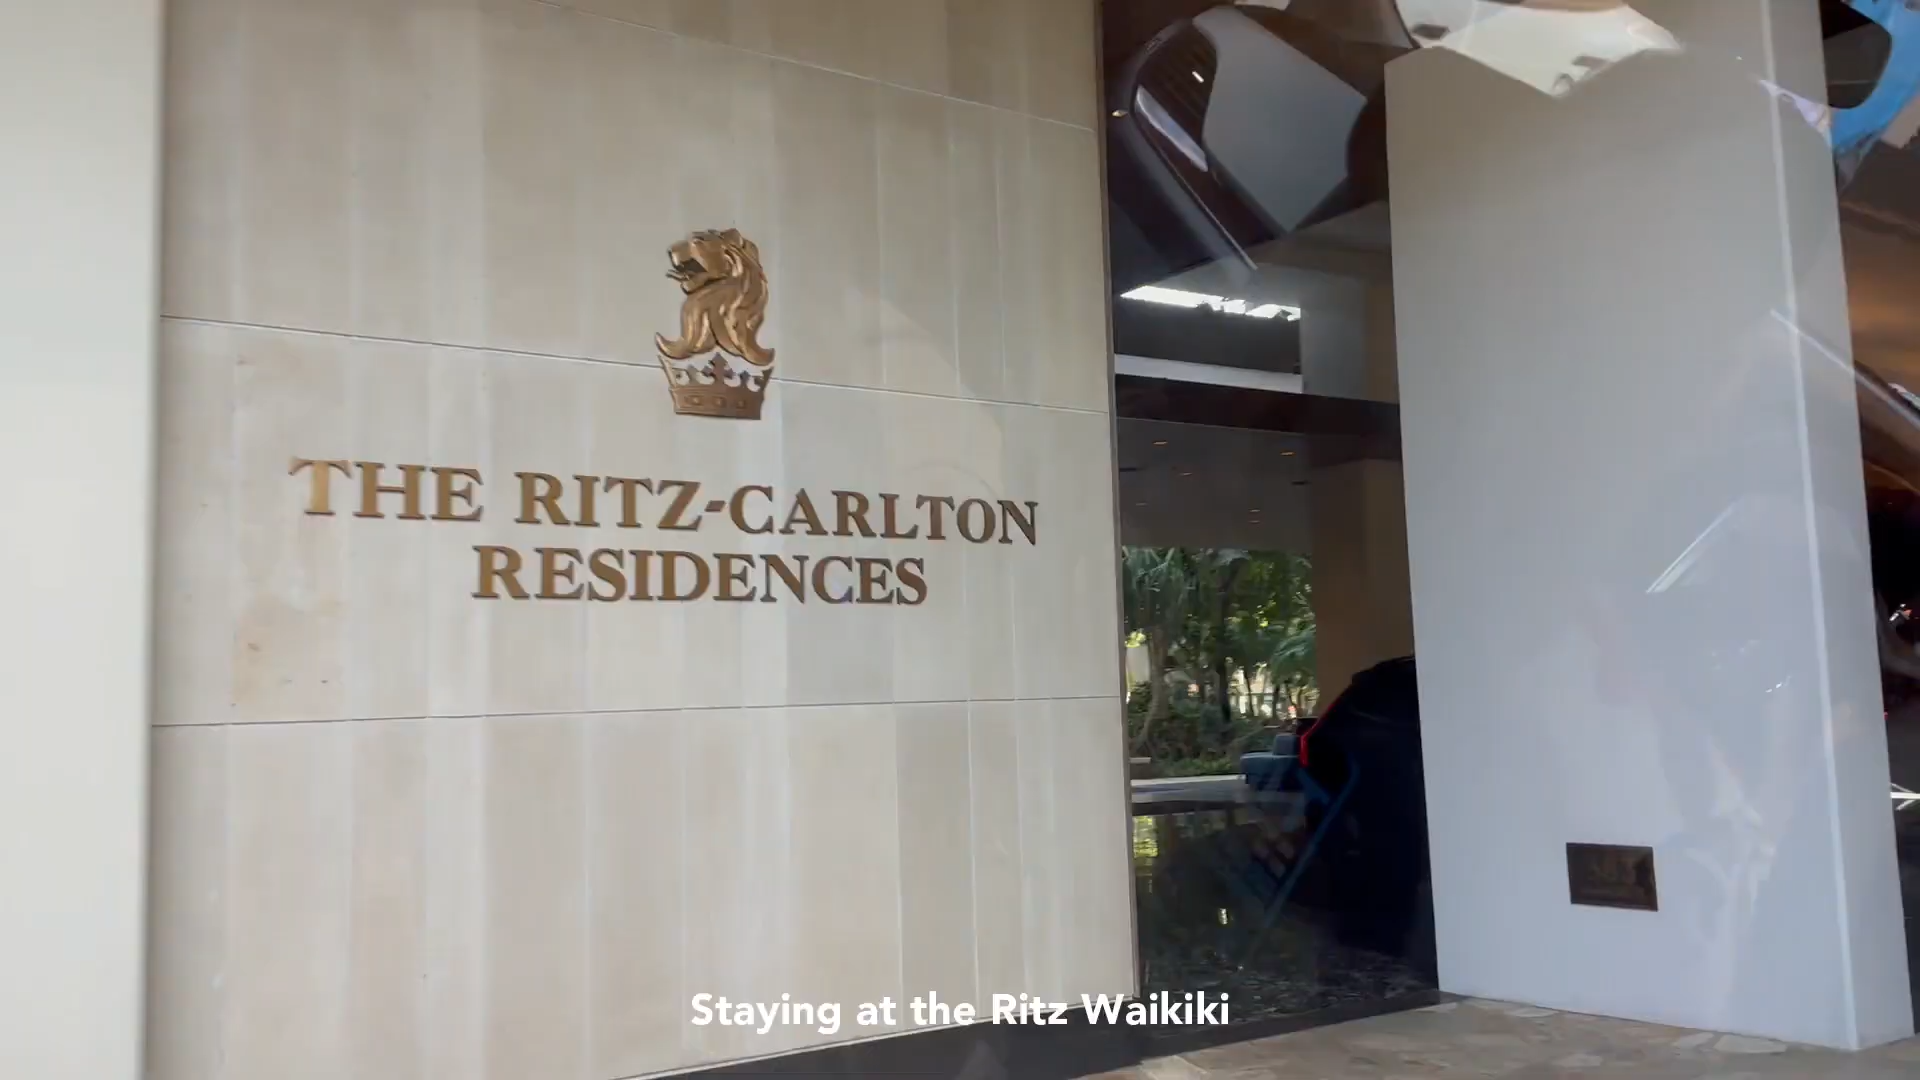 THE RITZ-CARLTON
RESIDENCES
Staying at the Ritz Waikiki